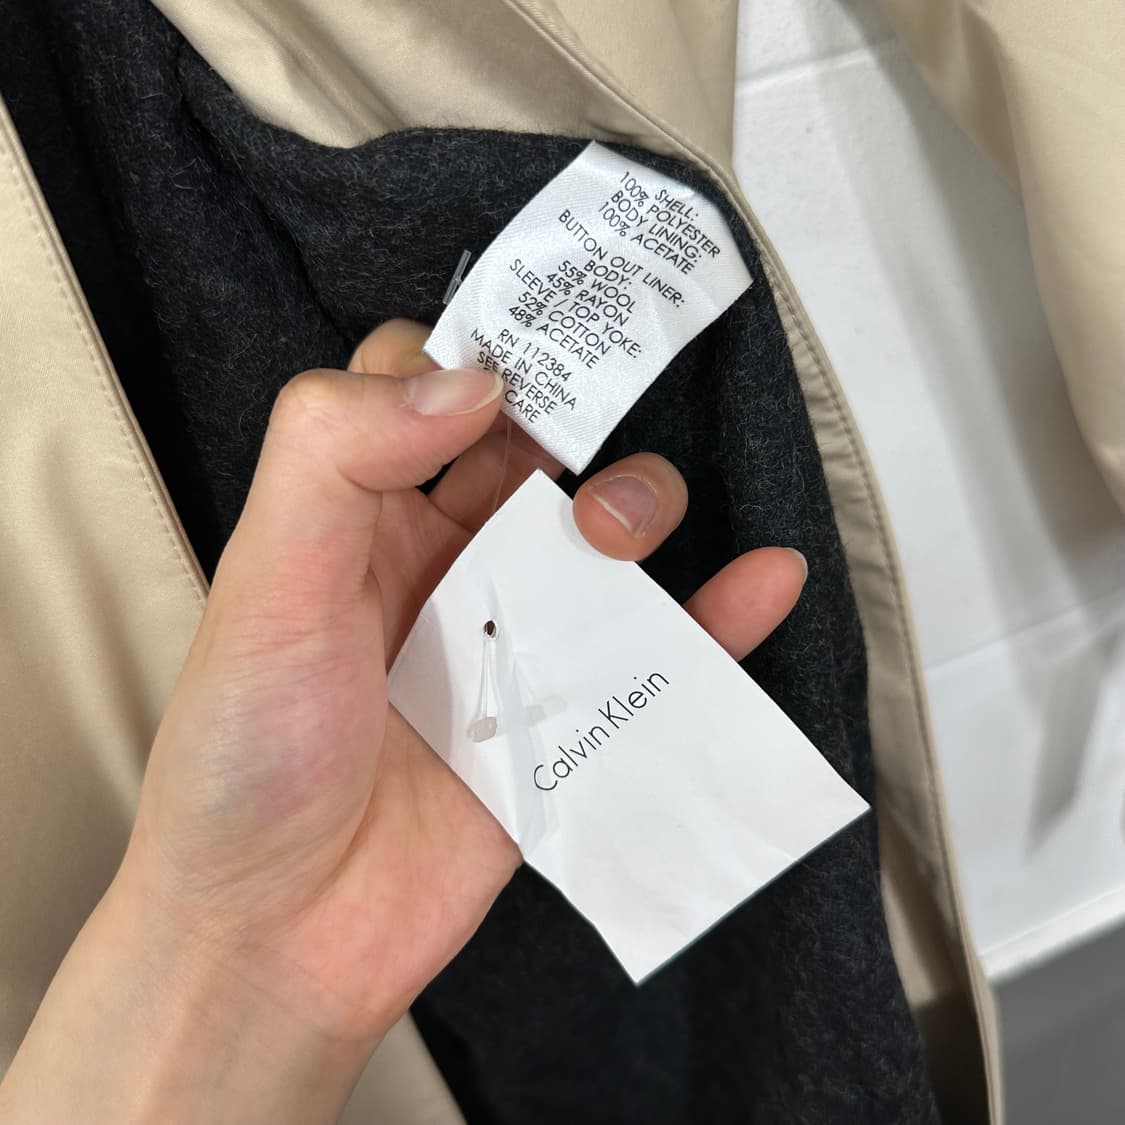 SHELL:
100% POLYESTER
BODY LINING:
100% ACETATE
BUTTON OUT LINER:
BODY:
55% WOOL
45% RAYON
SLEEVE / TOP YOKE:
52% COTTON
48% ACETATE
RN 112384
MADE IN CHINA
SEE REVERSE
CARE
Calvin Klein